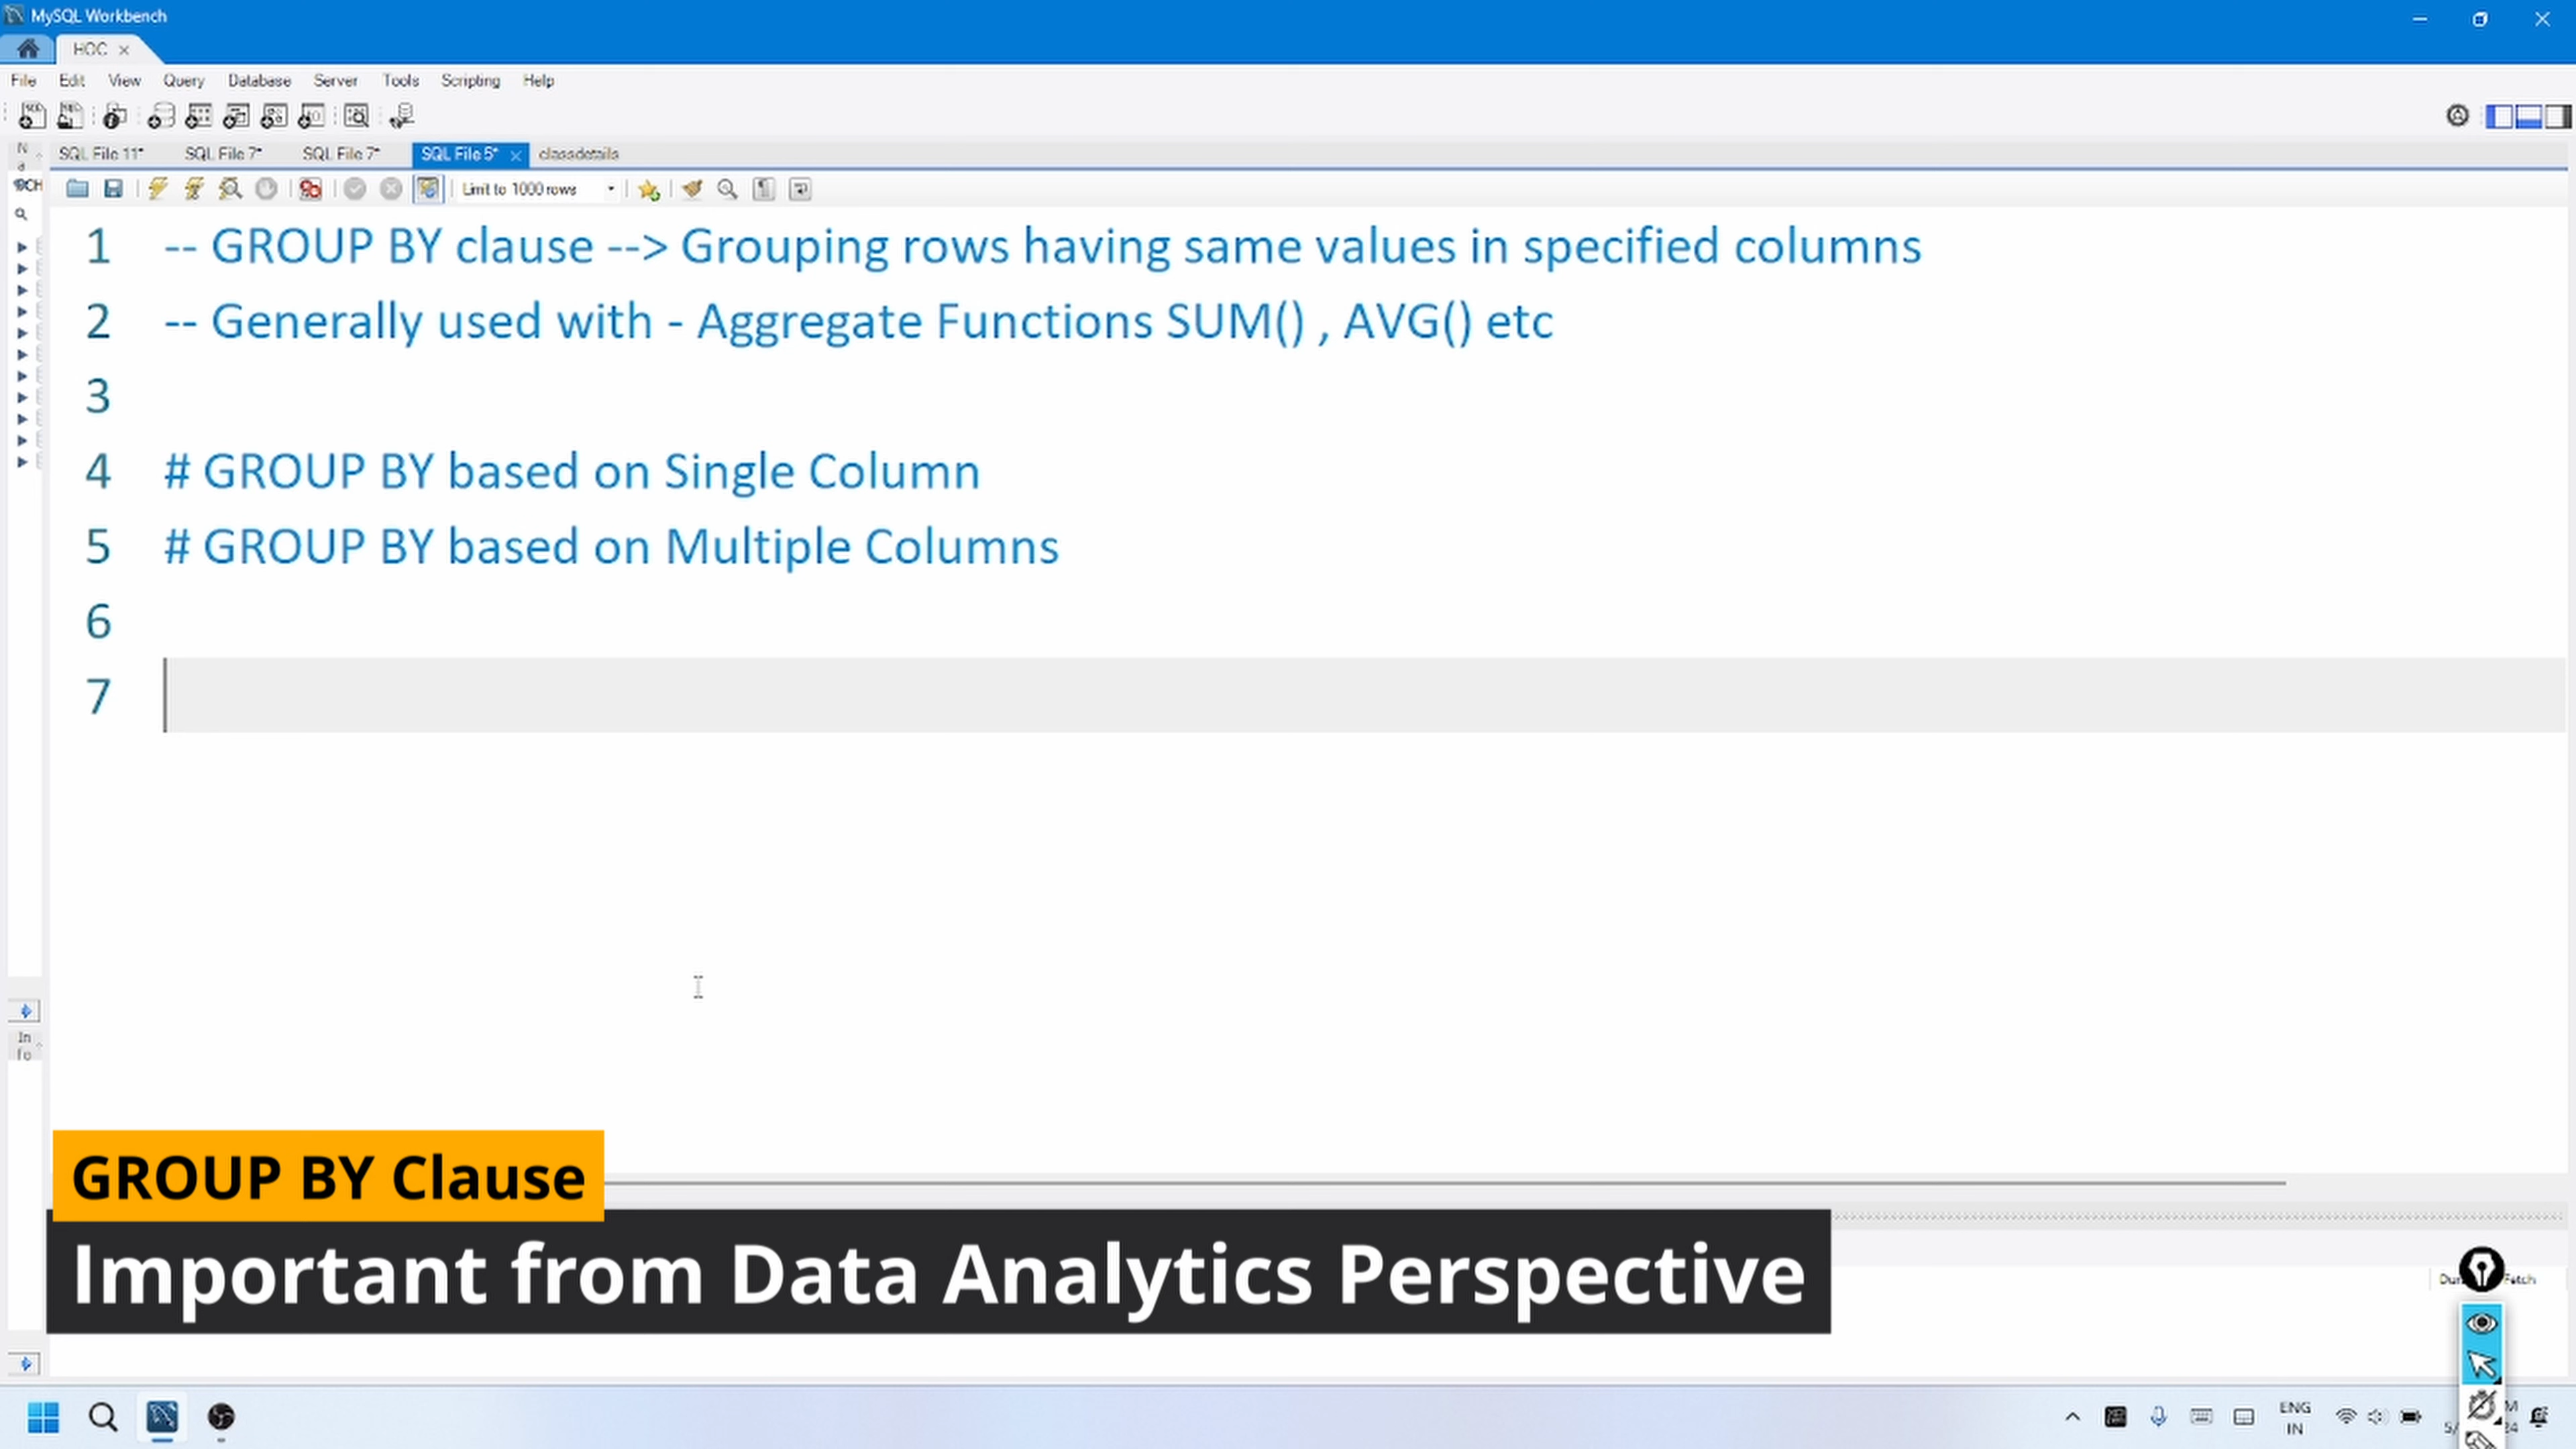 MySQL Workbench
HOC
File Edit View Query Database Server Tools Scripting Help
SQL File 11* SQL File 7* SQL File 7* SQL File 5* classdetails
Limit to 1000 rows
1 -- GROUP BY clause --> Grouping rows having same values in specified columns
2 -- Generally used with - Aggregate Functions SUM() , AVG() etc
3
4 # GROUP BY based on Single Column
5 # GROUP BY based on Multiple Columns
6
7
GROUP BY Clause
Important from Data Analytics Perspective
Fetch
ENG
IN